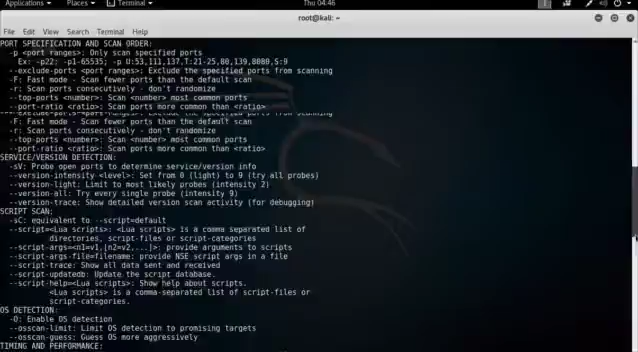 Applications Places Terminal Thu 04:46 1
root@kali: ~
File Edit View Search Terminal Help
PORT SPECIFICATION AND SCAN ORDER:
-p <port ranges>: Only scan specified ports
Ex: -p22; -p1-65535; -p U:53,111,137,T:21-25,80,139,8080,S:9
--exclude-ports <port ranges>: Exclude the specified ports from scanning
-F: Fast mode - Scan fewer ports than the default scan
-r: Scan ports consecutively - don't randomize
--top-ports <number>: Scan <number> most common ports
--port-ratio <ratio>: Scan ports more common than <ratio>
--exclude-ports <port ranges>: Exclude the specified ports from scanning
-F: Fast mode - Scan fewer ports than the default scan
-r: Scan ports consecutively - don't randomize
--top-ports <number>: Scan <number> most common ports
--port-ratio <ratio>: Scan ports more common than <ratio>
SERVICE/VERSION DETECTION:
-sV: Probe open ports to determine service/version info
--version-intensity <level>: Set from 0 (light) to 9 (try all probes)
--version-light: Limit to most likely probes (intensity 2)
--version-all: Try every single probe (intensity 9)
--version-trace: Show detailed version scan activity (for debugging)
SCRIPT SCAN:
-sC: equivalent to --script=default
--script=<Lua scripts>: <Lua scripts> is a comma separated list of
directories, script-files or script-categories
--script-args=<n1=v1,[n2=v2,...]>: provide arguments to scripts
--script-args-file=filename: provide NSE script args in a file
--script-trace: Show all data sent and received
--script-updatedb: Update the script database.
--script-help=<Lua scripts>: Show help about scripts.
<Lua scripts> is a comma-separated list of script-files or
script-categories.
OS DETECTION:
-O: Enable OS detection
--osscan-limit: Limit OS detection to promising targets
--osscan-guess: Guess OS more aggressively
TIMING AND PERFORMANCE: